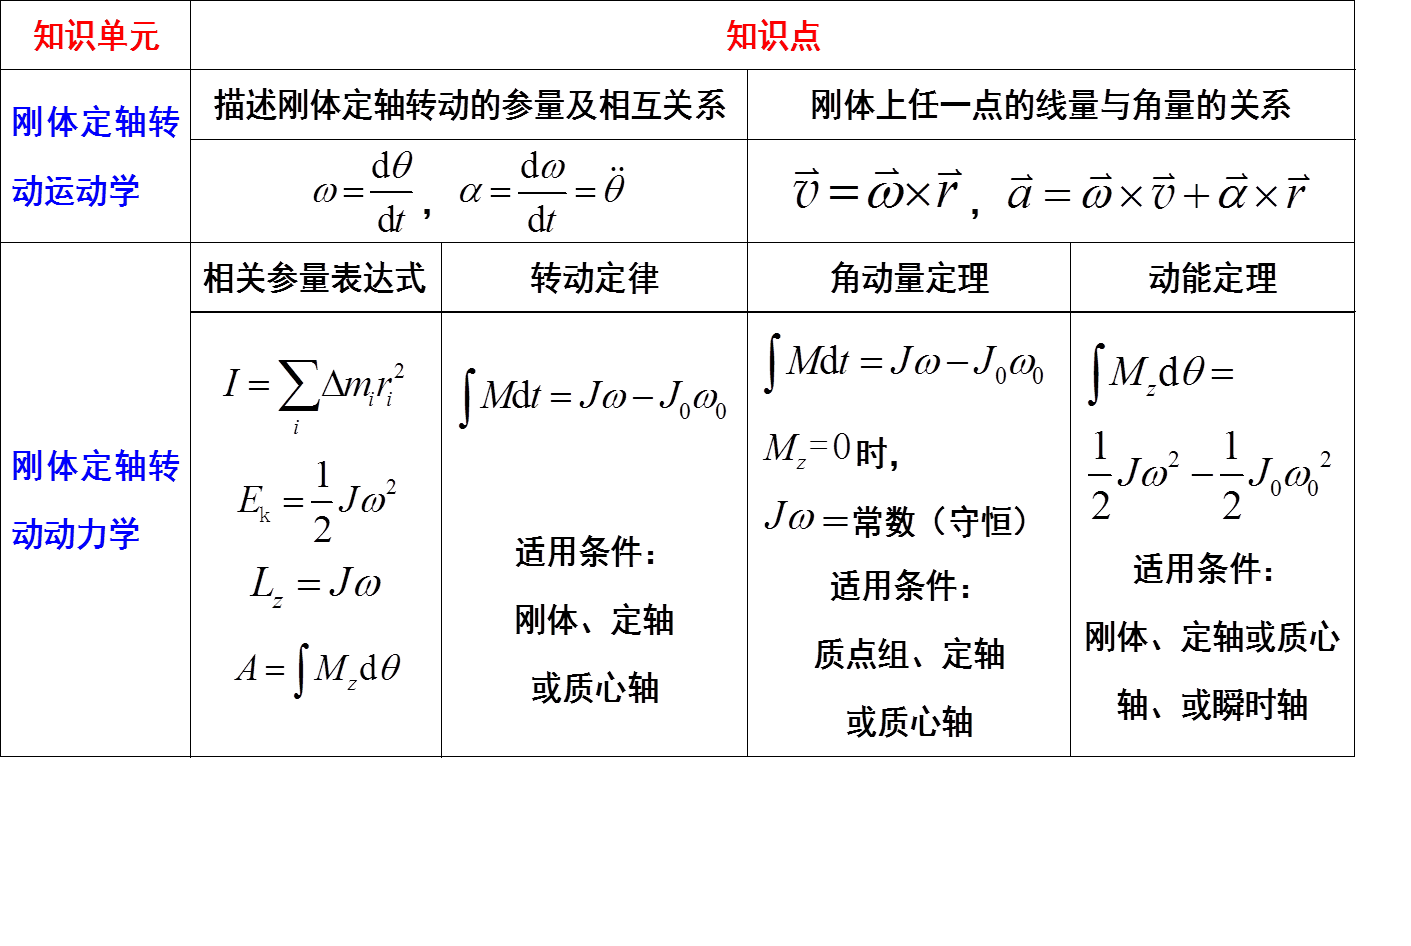 知识单元
知识点
刚体定轴转
动运动学
描述刚体定轴转动的参量及相互关系
刚体上任一点的线量与角量的关系
ω = dθ/dt ，α = dω/dt = θ̈
v⃗ = ω⃗ × r⃗ ，a⃗ = ω⃗ × v⃗ + α⃗ × r⃗
刚体定轴转
动动力学
相关参量表达式
转动定律
角动量定理
动能定理
I = ∑ᵢ Δmᵢrᵢ²
Eₖ = 1/2 Jω²
L_z = Jω
A = ∫ M_z dθ
∫ Mdt = Jω − J₀ω₀
适用条件：
刚体、定轴
或质心轴
∫ Mdt = Jω − J₀ω₀
M_z = 0 时，
Jω = 常数（守恒）
适用条件：
质点组、定轴
或质心轴
∫ M_z dθ =
1/2 Jω² − 1/2 J₀ω₀²
适用条件：
刚体、定轴或质心
轴、或瞬时轴